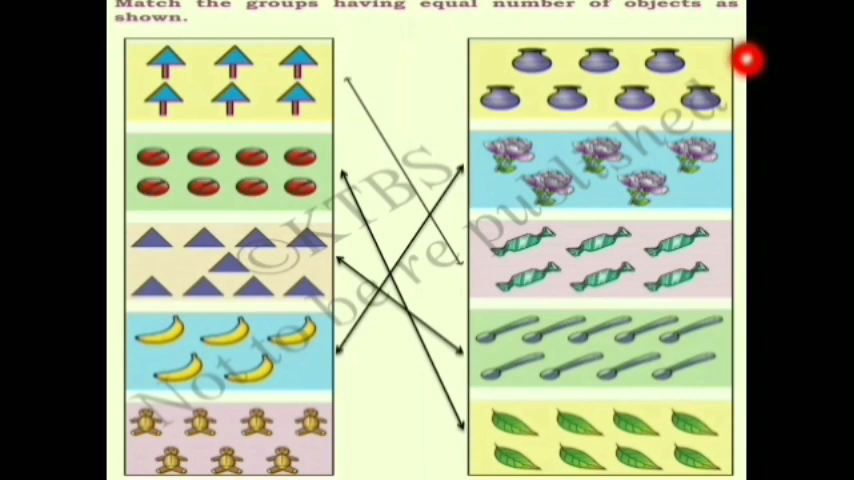 Match the groups having equal number of objects as
shown.
©KTBS
Not to be republished